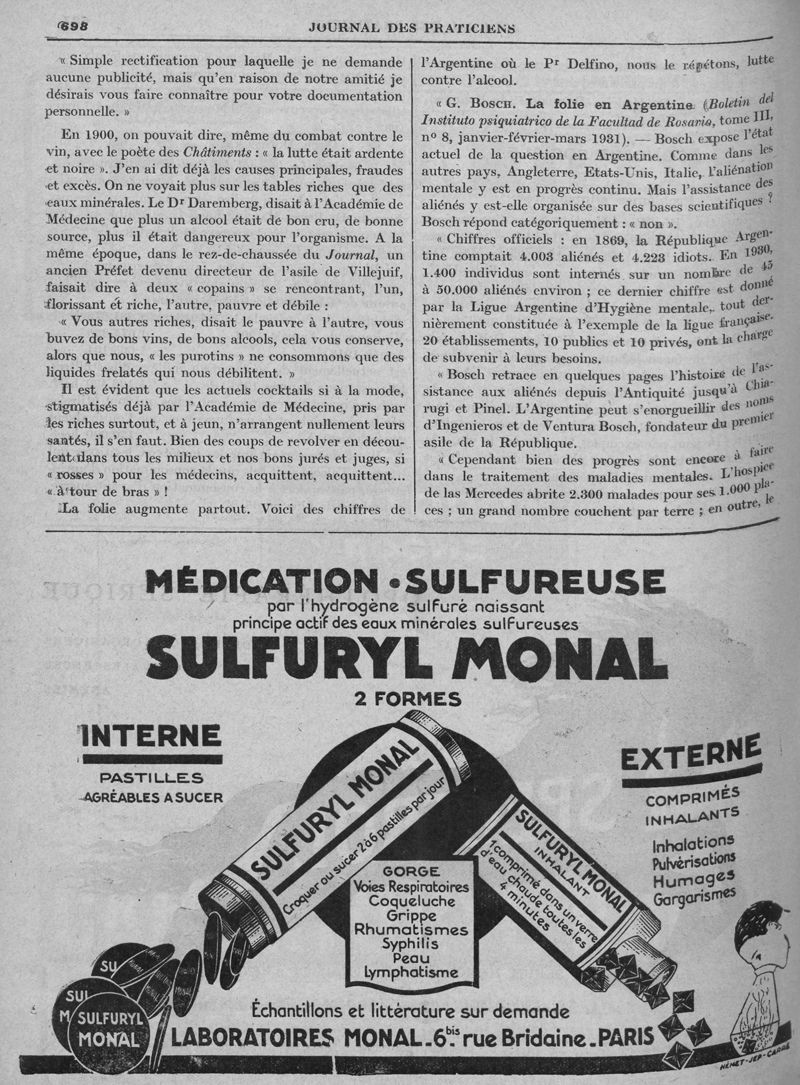 698
JOURNAL DES PRATICIENS
« Simple rectification pour laquelle je ne demande
aucune publicité, mais qu'en raison de notre amitié je
désirais vous faire connaître pour votre documentation
personnelle. »
En 1900, on pouvait dire, même du combat contre le
vin, avec le poète des Châtiments : « la lutte était ardente
et noire ». J'en ai dit déjà les causes principales, fraudes
et excès. On ne voyait plus sur les tables riches que des
eaux minérales. Le Dr Daremberg, disait à l'Académie de
Médecine que plus un alcool était de bon cru, de bonne
source, plus il était dangereux pour l'organisme. A la
même époque, dans le rez-de-chaussée du Journal, un
ancien Préfet devenu directeur de l'asile de Villejuif,
faisait dire à deux « copains » se rencontrant, l'un,
florissant et riche, l'autre, pauvre et débile :
« Vous autres riches, disait le pauvre à l'autre, vous
buvez de bons vins, de bons alcools, cela vous conserve,
alors que nous, « les purotins » ne consommons que des
liquides frelatés qui nous débilitent. »
Il est évident que les actuels cocktails si à la mode,
stigmatisés déjà par l'Académie de Médecine, pris par
les riches surtout, et à jeun, n'arrangent nullement leurs
santés, il s'en faut. Bien des coups de revolver en décou-
lent dans tous les milieux et nos bons jurés et juges, si
« rosses » pour les médecins, acquittent, acquittent...
« à tour de bras » !
La folie augmente partout. Voici des chiffres de
l'Argentine où le Pr Delfino, nous le répétons, lutte
contre l'alcool.
« G. Bosch. La folie en Argentine (Boletin del
Instituto psiquiatrico de la Facultad de Rosario, tome III,
n° 8, janvier-février-mars 1931). — Bosch expose l'état
actuel de la question en Argentine. Comme dans les
autres pays, Angleterre, Etats-Unis, Italie, l'aliénation
mentale y est en progrès continu. Mais l'assistance des
aliénés y est-elle organisée sur des bases scientifiques ?
Bosch répond catégoriquement : « non ».
« Chiffres officiels : en 1869, la République Argen-
tine comptait 4.003 aliénés et 4.223 idiots. En 1930,
1.400 individus sont internés sur un nombre de 45
à 50.000 aliénés environ ; ce dernier chiffre est donné
par la Ligue Argentine d'Hygiène mentale, tout der-
nièrement constituée à l'exemple de la ligue française.
20 établissements, 10 publics et 10 privés, ont la charge
de subvenir à leurs besoins.
« Bosch retrace en quelques pages l'histoire de l'as-
sistance aux aliénés depuis l'Antiquité jusqu'à Chia-
rugi et Pinel. L'Argentine peut s'enorgueillir des noms
d'Ingenieros et de Ventura Bosch, fondateur du premier
asile de la République.
« Cependant bien des progrès sont encore à faire
dans le traitement des maladies mentales. L'hospice
de las Mercedes abrite 2.300 malades pour ses 1.000 pla-
ces ; un grand nombre couchent par terre ; en outre, le
MÉDICATION • SULFUREUSE
par l'hydrogène sulfuré naissant
principe actif des eaux minérales sulfureuses
SULFURYL MONAL
2 FORMES
INTERNE
PASTILLES
AGRÉABLES A SUCER
EXTERNE
COMPRIMÉS
INHALANTS
Inhalations
Pulvérisations
Humages
Gargarismes
SULFURYL MONAL
Croquer ou sucer 2 à 6 pastilles par jour
SULFURYL MONAL
INHALANT
1 comprimé dans un verre
d'eau chaude toutes les
4 minutes
GORGE
Voies Respiratoires
Coqueluche
Grippe
Rhumatismes
Syphilis
Peau
Lymphatisme
SU
SUL
M
SULFURYL
MONAL
Échantillons et littérature sur demande
LABORATOIRES MONAL_6bis rue Bridaine_PARIS
NÉMET-JEP-CARRÉ